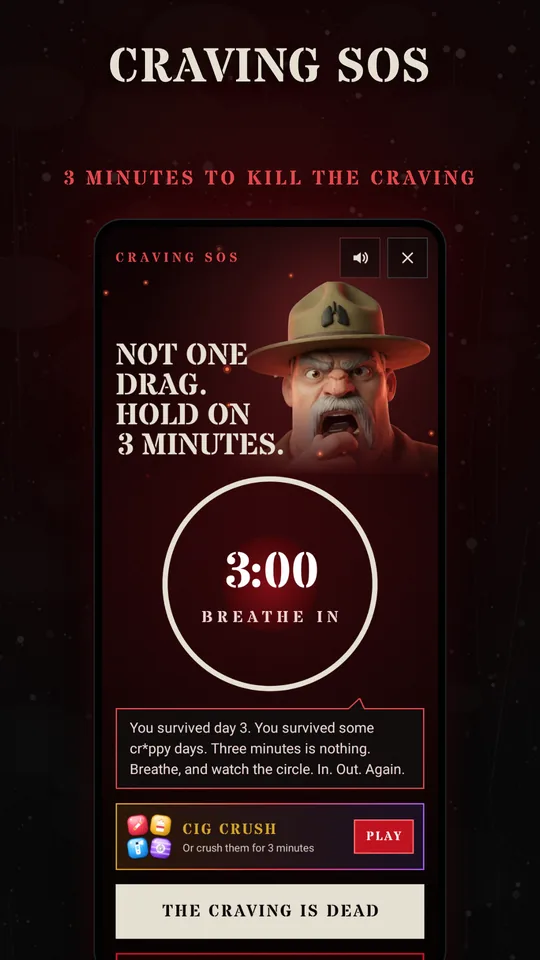 CRAVING SOS
3 MINUTES TO KILL THE CRAVING
CRAVING SOS
NOT ONE
DRAG.
HOLD ON
3 MINUTES.
3:00
BREATHE IN
You survived day 3. You survived some
cr*ppy days. Three minutes is nothing.
Breathe, and watch the circle. In. Out. Again.
CIG CRUSH
Or crush them for 3 minutes
PLAY
THE CRAVING IS DEAD